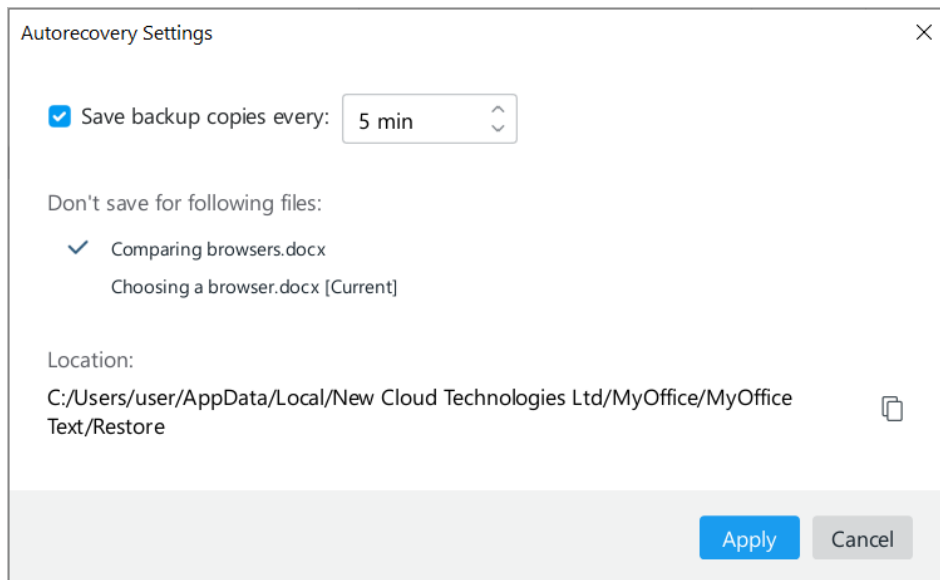 Autorecovery Settings
Save backup copies every: 5 min
Don't save for following files:
Comparing browsers.docx
Choosing a browser.docx [Current]
Location:
C:/Users/user/AppData/Local/New Cloud Technologies Ltd/MyOffice/MyOffice
Text/Restore
Apply Cancel